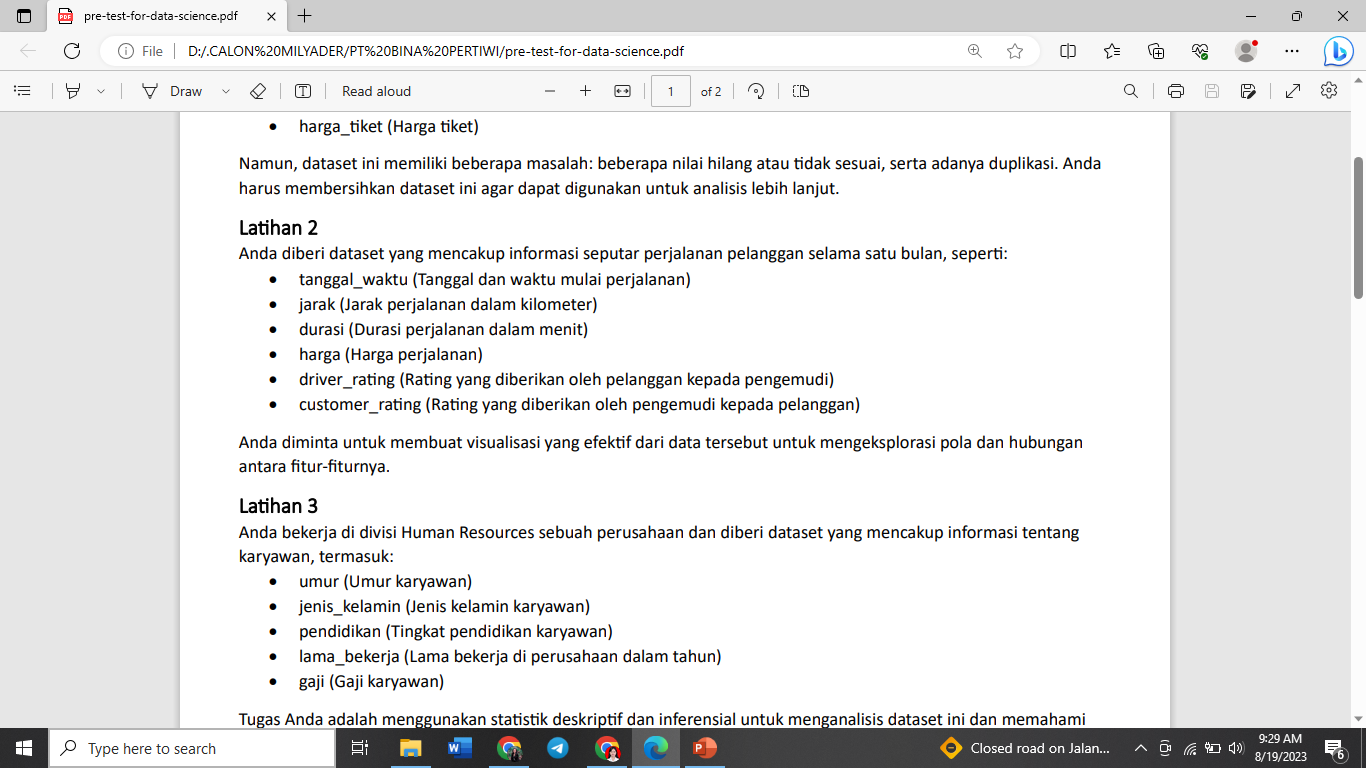 pre-test-for-data-science.pdf
File
D:/.CALON%20MILYADER/PT%20BINA%20PERTIWI/pre-test-for-data-science.pdf
Draw
Read aloud
1
of 2
• harga_tiket (Harga tiket)
Namun, dataset ini memiliki beberapa masalah: beberapa nilai hilang atau tidak sesuai, serta adanya duplikasi. Anda
harus membersihkan dataset ini agar dapat digunakan untuk analisis lebih lanjut.
Latihan 2
Anda diberi dataset yang mencakup informasi seputar perjalanan pelanggan selama satu bulan, seperti:
• tanggal_waktu (Tanggal dan waktu mulai perjalanan)
• jarak (Jarak perjalanan dalam kilometer)
• durasi (Durasi perjalanan dalam menit)
• harga (Harga perjalanan)
• driver_rating (Rating yang diberikan oleh pelanggan kepada pengemudi)
• customer_rating (Rating yang diberikan oleh pengemudi kepada pelanggan)
Anda diminta untuk membuat visualisasi yang efektif dari data tersebut untuk mengeksplorasi pola dan hubungan
antara fitur-fiturnya.
Latihan 3
Anda bekerja di divisi Human Resources sebuah perusahaan dan diberi dataset yang mencakup informasi tentang
karyawan, termasuk:
• umur (Umur karyawan)
• jenis_kelamin (Jenis kelamin karyawan)
• pendidikan (Tingkat pendidikan karyawan)
• lama_bekerja (Lama bekerja di perusahaan dalam tahun)
• gaji (Gaji karyawan)
Tugas Anda adalah menggunakan statistik deskriptif dan inferensial untuk menganalisis dataset ini dan memahami
Type here to search
Closed road on Jalan...
9:29 AM
8/19/2023
6